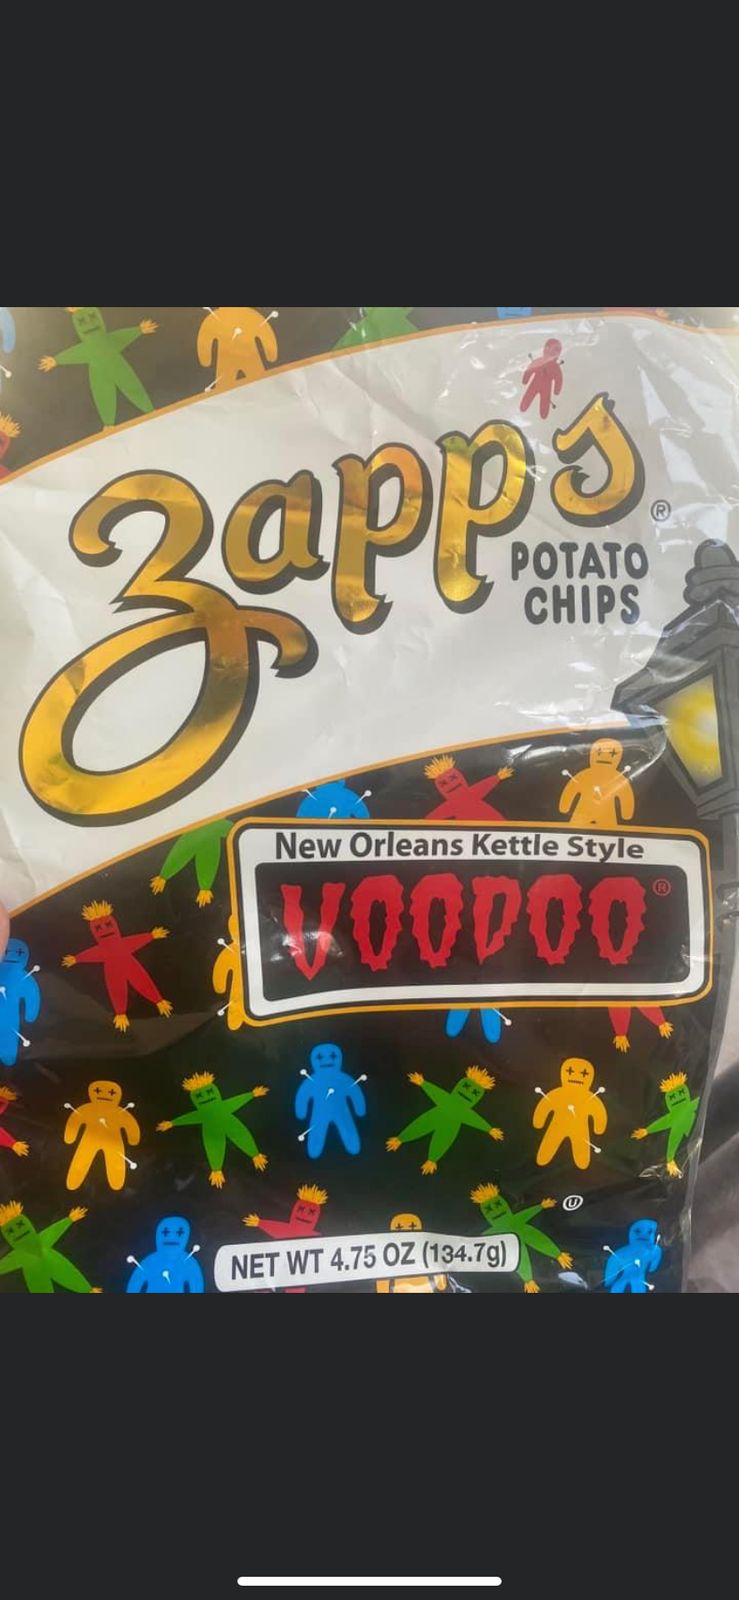 Zapp's®
POTATO
CHIPS
New Orleans Kettle Style
VOODOO®
U
NET WT 4.75 OZ (134.7g)